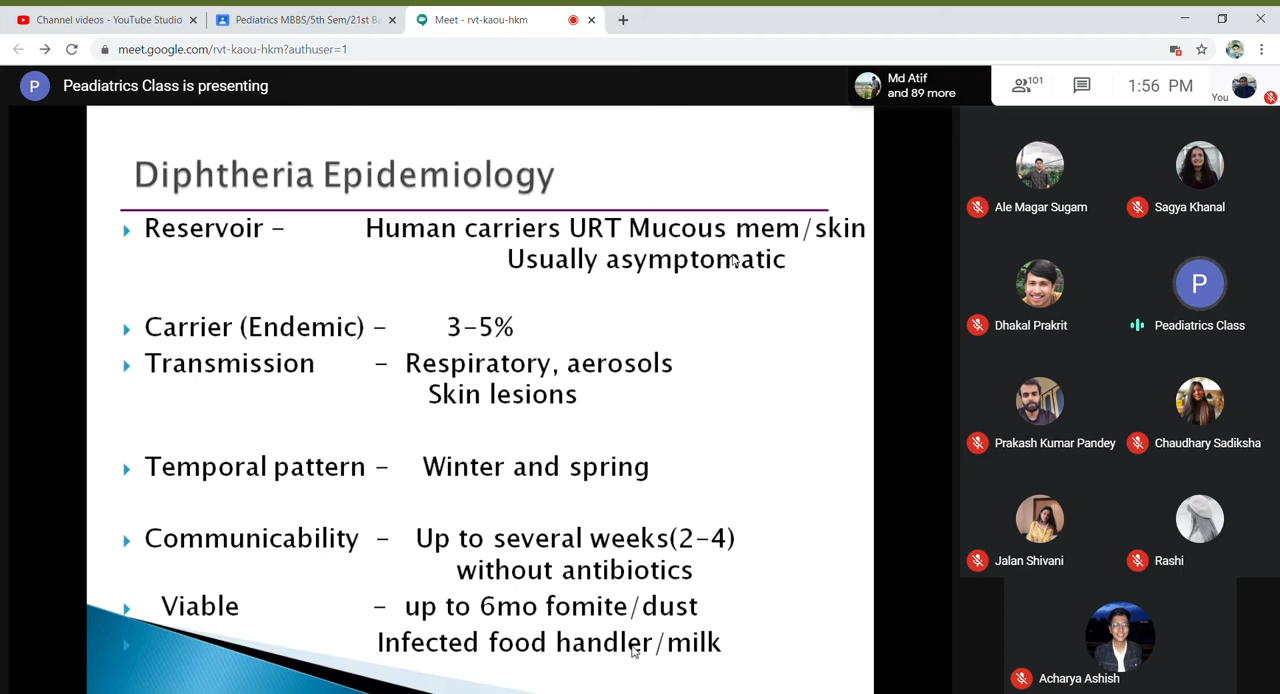 Channel videos - YouTube Studio
Pediatrics MBBS/5th Sem/21st Ba
Meet - rvt-kaou-hkm
meet.google.com/rvt-kaou-hkm?authuser=1
P
Peadiatrics Class is presenting
Md Atif
and 89 more
101
1:56 PM
You
Diphtheria Epidemiology
Reservoir – Human carriers URT Mucous mem/skin
Usually asymptomatic
Carrier (Endemic) – 3–5%
Transmission – Respiratory, aerosols
Skin lesions
Temporal pattern – Winter and spring
Communicability – Up to several weeks(2–4)
without antibiotics
Viable – up to 6mo fomite/dust
Infected food handler/milk
Ale Magar Sugam
Sagya Khanal
P
Dhakal Prakrit
Peadiatrics Class
Prakash Kumar Pandey
Chaudhary Sadiksha
Jalan Shivani
Rashi
Acharya Ashish